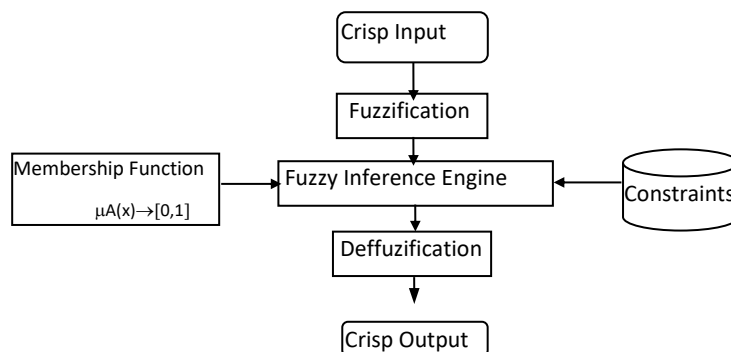 Crisp Input
Fuzzification
Membership Function
μA(x)→[0,1]
Fuzzy Inference Engine
Constraints
Deffuzification
Crisp Output